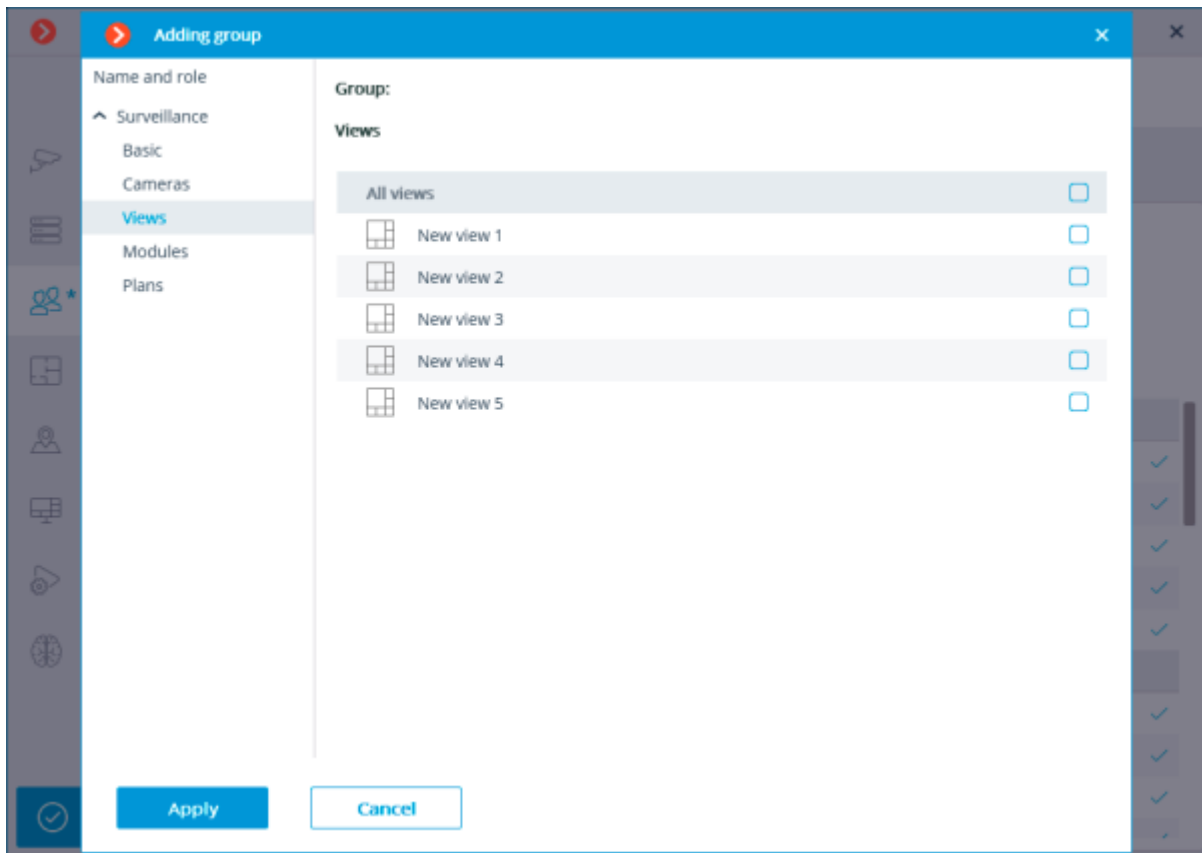 Adding group
Name and role
Surveillance
Basic
Cameras
Views
Modules
Plans
Group:
Views
All views
New view 1
New view 2
New view 3
New view 4
New view 5
Apply
Cancel